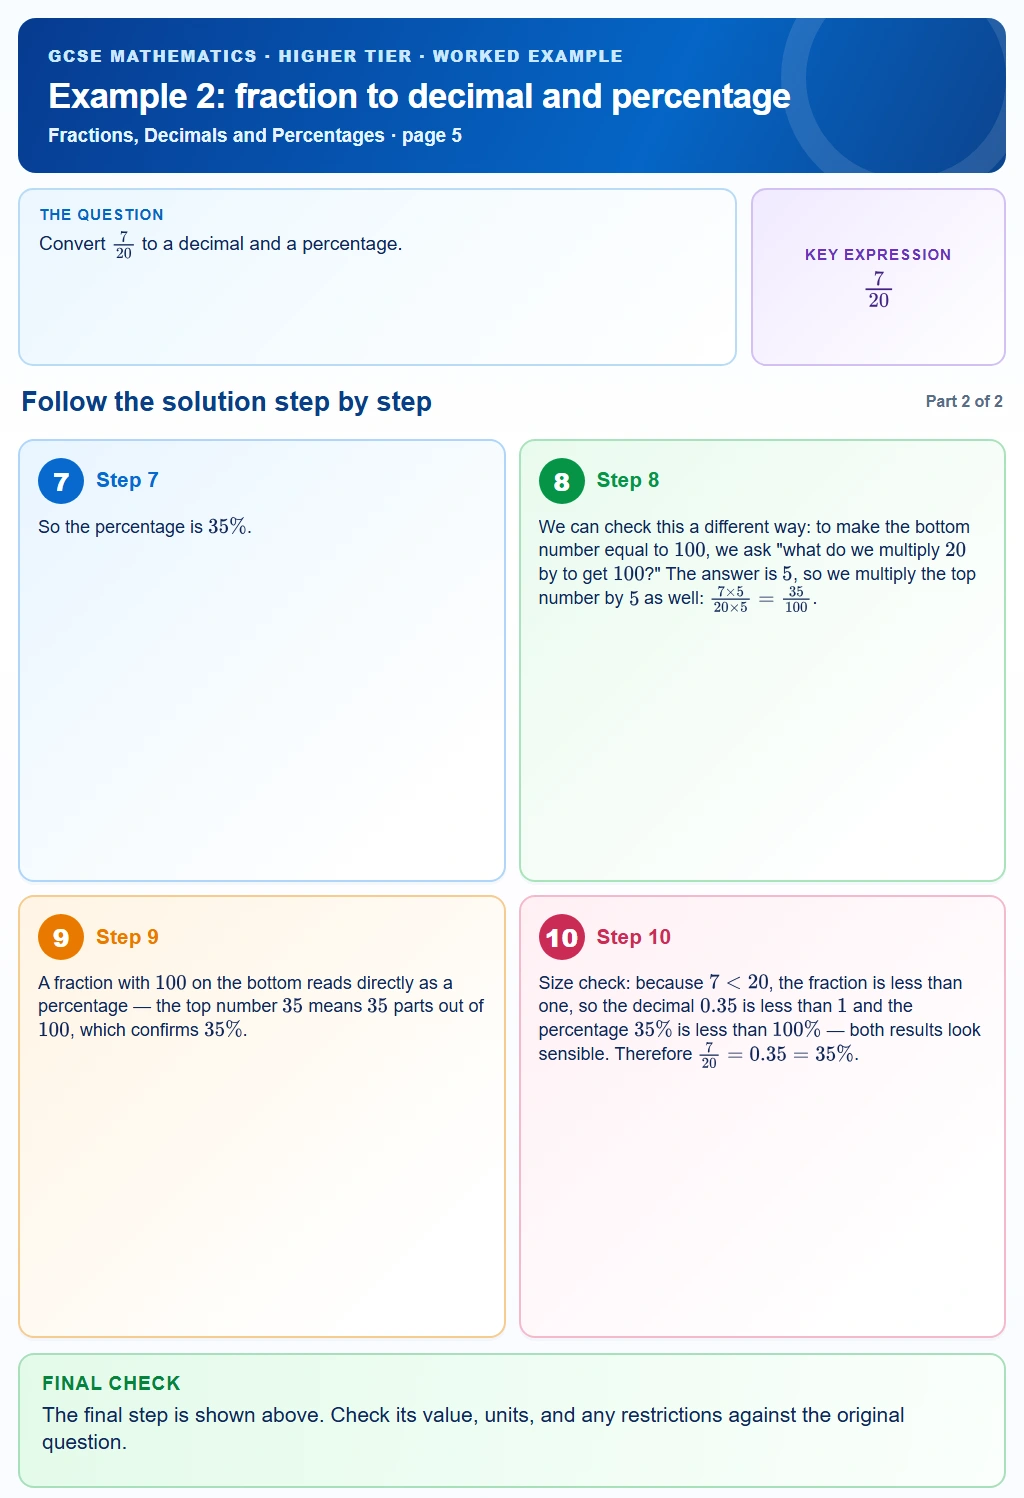 GCSE MATHEMATICS · HIGHER TIER · WORKED EXAMPLE
Example 2: fraction to decimal and percentage
Fractions, Decimals and Percentages · page 5
THE QUESTION
Convert 7/20 to a decimal and a percentage.
KEY EXPRESSION
7/20
Follow the solution step by step
Part 2 of 2
7 Step 7
So the percentage is 35%.
8 Step 8
We can check this a different way: to make the bottom
number equal to 100, we ask "what do we multiply 20
by to get 100?" The answer is 5, so we multiply the top
number by 5 as well: 7×5/20×5 = 35/100.
9 Step 9
A fraction with 100 on the bottom reads directly as a
percentage — the top number 35 means 35 parts out of
100, which confirms 35%.
10 Step 10
Size check: because 7 < 20, the fraction is less than
one, so the decimal 0.35 is less than 1 and the
percentage 35% is less than 100% — both results look
sensible. Therefore 7/20 = 0.35 = 35%.
FINAL CHECK
The final step is shown above. Check its value, units, and any restrictions against the original
question.